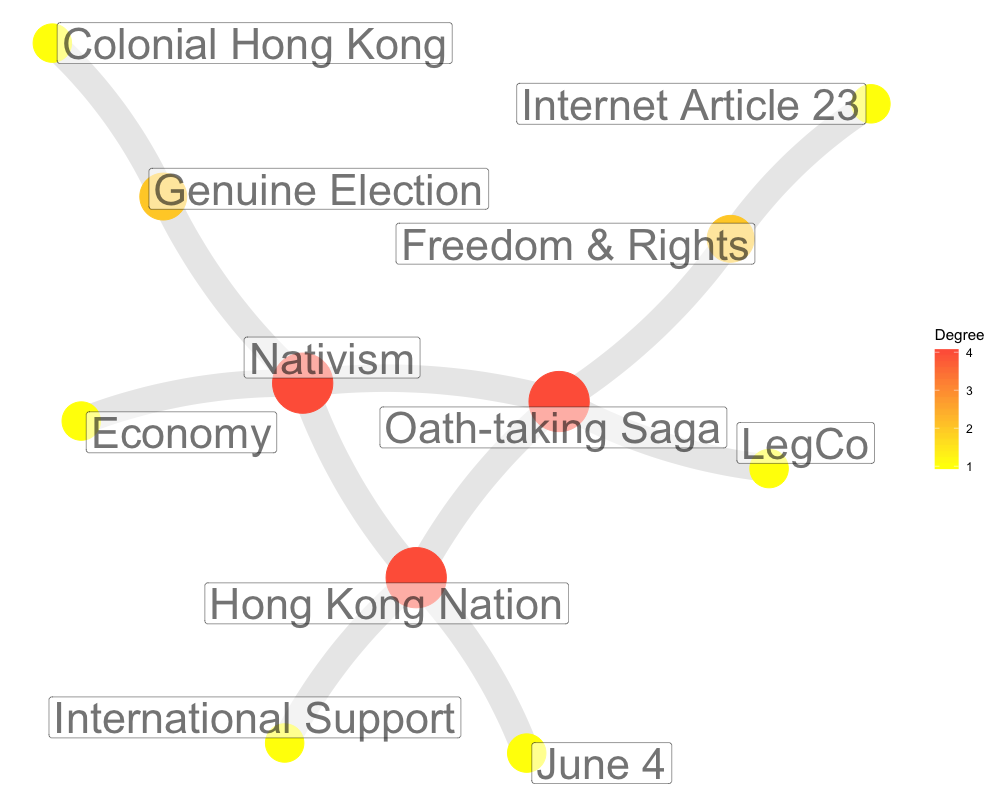 Colonial Hong Kong
Internet Article 23
Genuine Election
Freedom & Rights
Degree
4
3
2
1
Nativism
Oath-taking Saga
Economy
LegCo
Hong Kong Nation
International Support
June 4